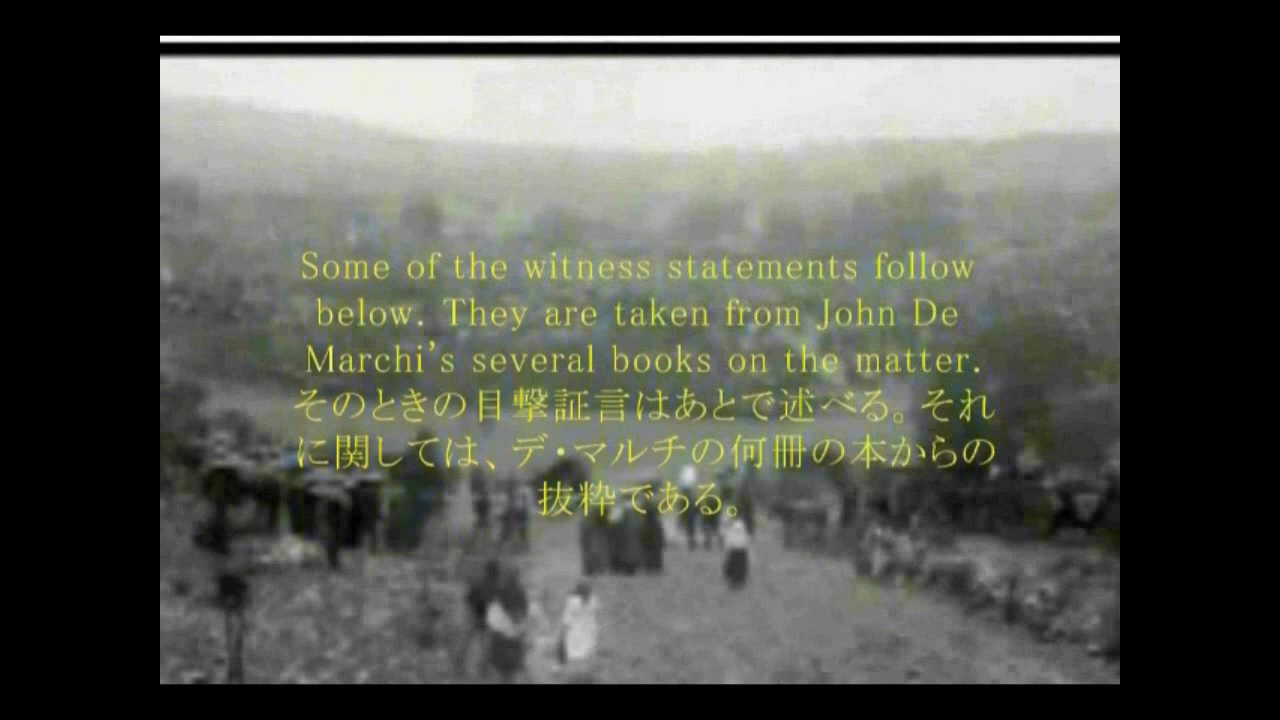 Some of the witness statements follow
below. They are taken from John De
Marchi’s several books on the matter.
そのときの目撃証言はあとで述べる。それ
に関しては、デ・マルチの何冊の本からの
抜粋である。